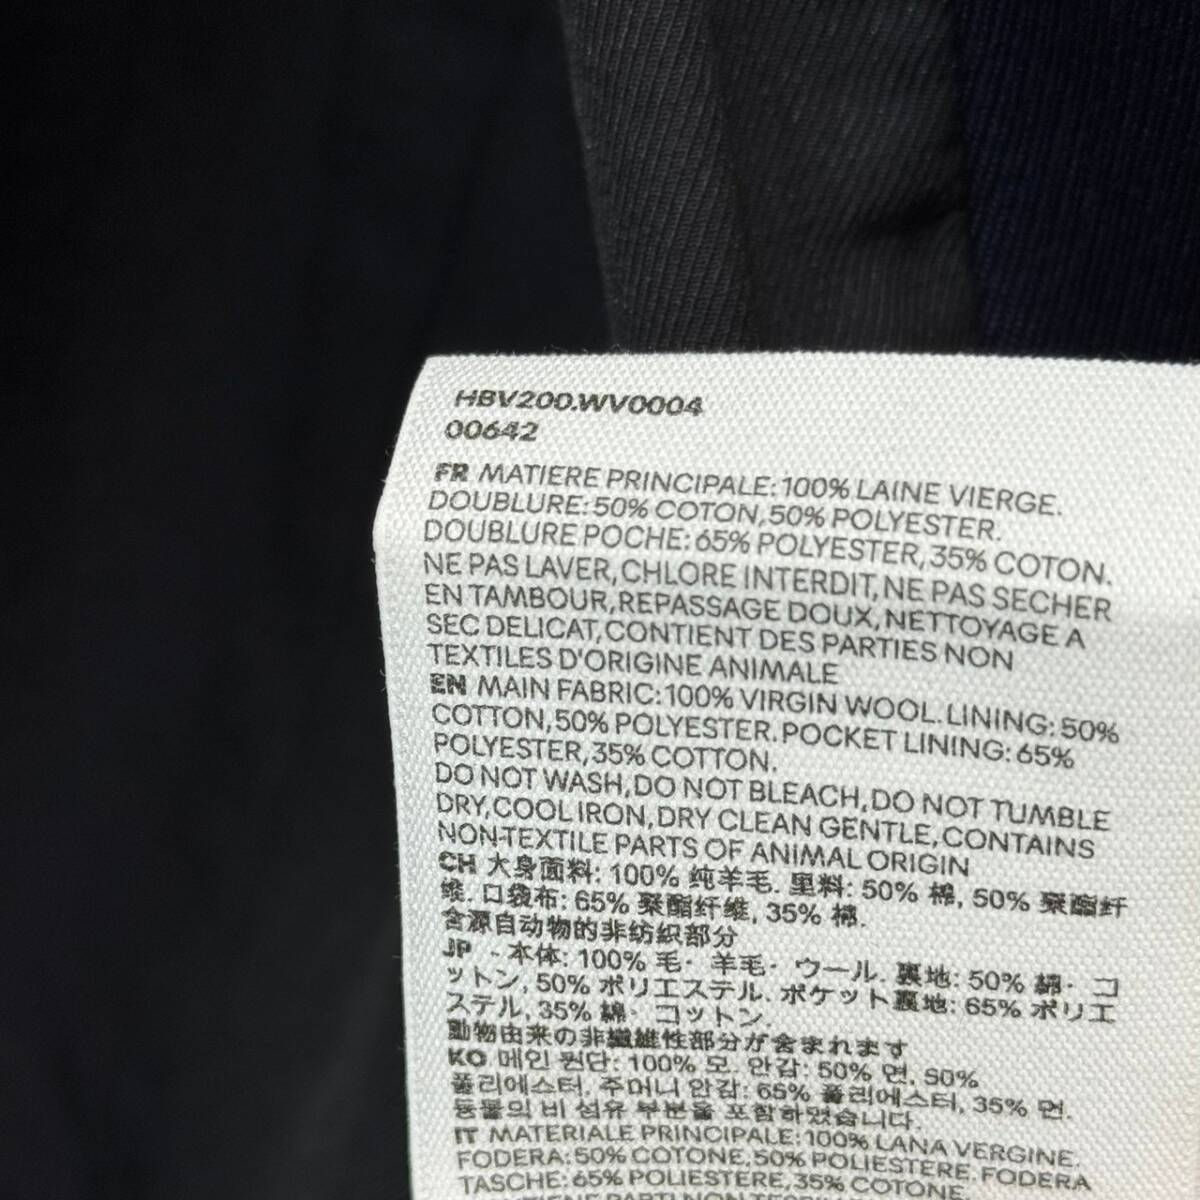 HBV200.WV0004
00642
FR MATIERE PRINCIPALE:100% LAINE VIERGE.
DOUBLURE:50% COTON,50% POLYESTER.
DOUBLURE POCHE:65% POLYESTER,35% COTON.
NE PAS LAVER,CHLORE INTERDIT,NE PAS SECHER
EN TAMBOUR,REPASSAGE DOUX,NETTOYAGE A
SEC DELICAT,CONTIENT DES PARTIES NON
TEXTILES D'ORIGINE ANIMALE
EN MAIN FABRIC:100% VIRGIN WOOL.LINING:50%
COTTON,50% POLYESTER.POCKET LINING:65%
POLYESTER,35% COTTON.
DO NOT WASH,DO NOT BLEACH,DO NOT TUMBLE
DRY,COOL IRON,DRY CLEAN GENTLE,CONTAINS
NON-TEXTILE PARTS OF ANIMAL ORIGIN
CH 大身面料: 100% 纯羊毛. 里料: 50% 棉, 50% 聚酯纤
维. 口袋布: 65% 聚酯纤维, 35% 棉.
含源自动物的非纺织部分
JP - 本体: 100% 毛・羊毛・ウール. 裏地: 50% 綿・コ
ットン, 50% ポリエステル. ポケット裏地: 65% ポリエ
ステル, 35% 綿・コットン.
動物由来の非繊維性部分が含まれます
KO 메인 원단: 100% 모. 안감: 50% 면, 50%
폴리에스터. 주머니 안감: 65% 폴리에스터, 35% 면.
동물의 비 섬유 부분을 포함하였습니다.
IT MATERIALE PRINCIPALE:100% LANA VERGINE.
FODERA:50% COTONE,50% POLIESTERE.FODERA
TASCHE:65% POLIESTERE,35% COTONE.